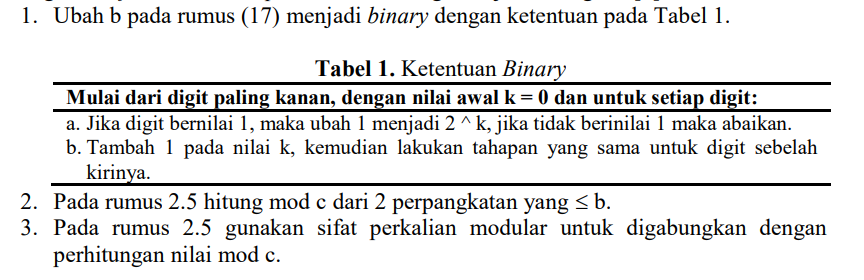 1. Ubah b pada rumus (17) menjadi binary dengan ketentuan pada Tabel 1.
Tabel 1. Ketentuan Binary
Mulai dari digit paling kanan, dengan nilai awal k = 0 dan untuk setiap digit:
a. Jika digit bernilai 1, maka ubah 1 menjadi 2 ^ k, jika tidak berinilai 1 maka abaikan.
b. Tambah 1 pada nilai k, kemudian lakukan tahapan yang sama untuk digit sebelah
kirinya.
2. Pada rumus 2.5 hitung mod c dari 2 perpangkatan yang ≤ b.
3. Pada rumus 2.5 gunakan sifat perkalian modular untuk digabungkan dengan
perhitungan nilai mod c.